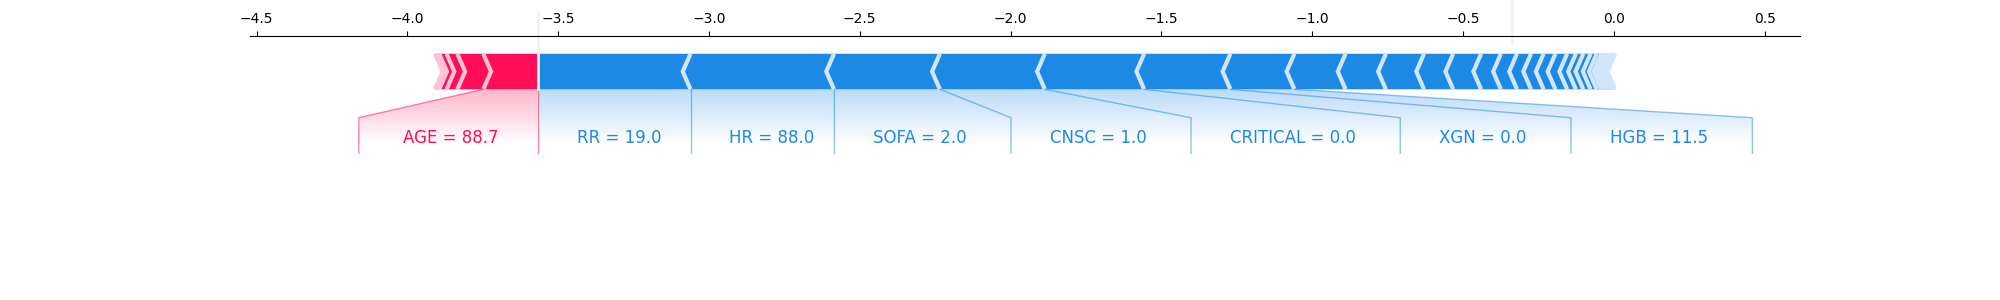 −4.5 −4.0 −3.5 −3.0 −2.5 −2.0 −1.5 −1.0 −0.5 0.0 0.5
AGE = 88.7 RR = 19.0 HR = 88.0 SOFA = 2.0 CNSC = 1.0 CRITICAL = 0.0 XGN = 0.0 HGB = 11.5